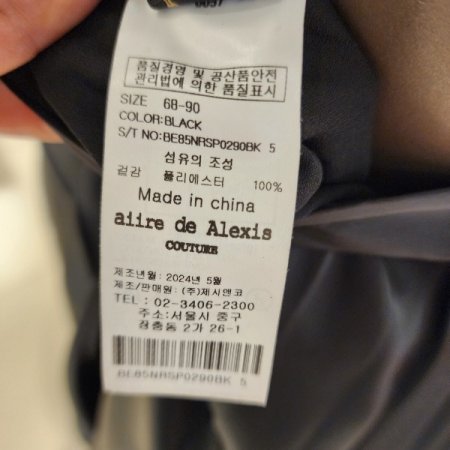 0057
품질경영 및 공산품안전
관리법에 의한 품질표시
SIZE 68-90
COLOR:BLACK
S/T NO:BE85NRSP0290BK 5
섬유의 조성
겉감 폴리에스터 100%
Made in china
aiire de Alexis
COUTURE
제조년월: 2024년 5월
제조/판매원: (주)제시앤코
TEL : 02-3406-2300
주소:서울시 중구
장충동 2가 26-1
BE85NRSP0290BK 5